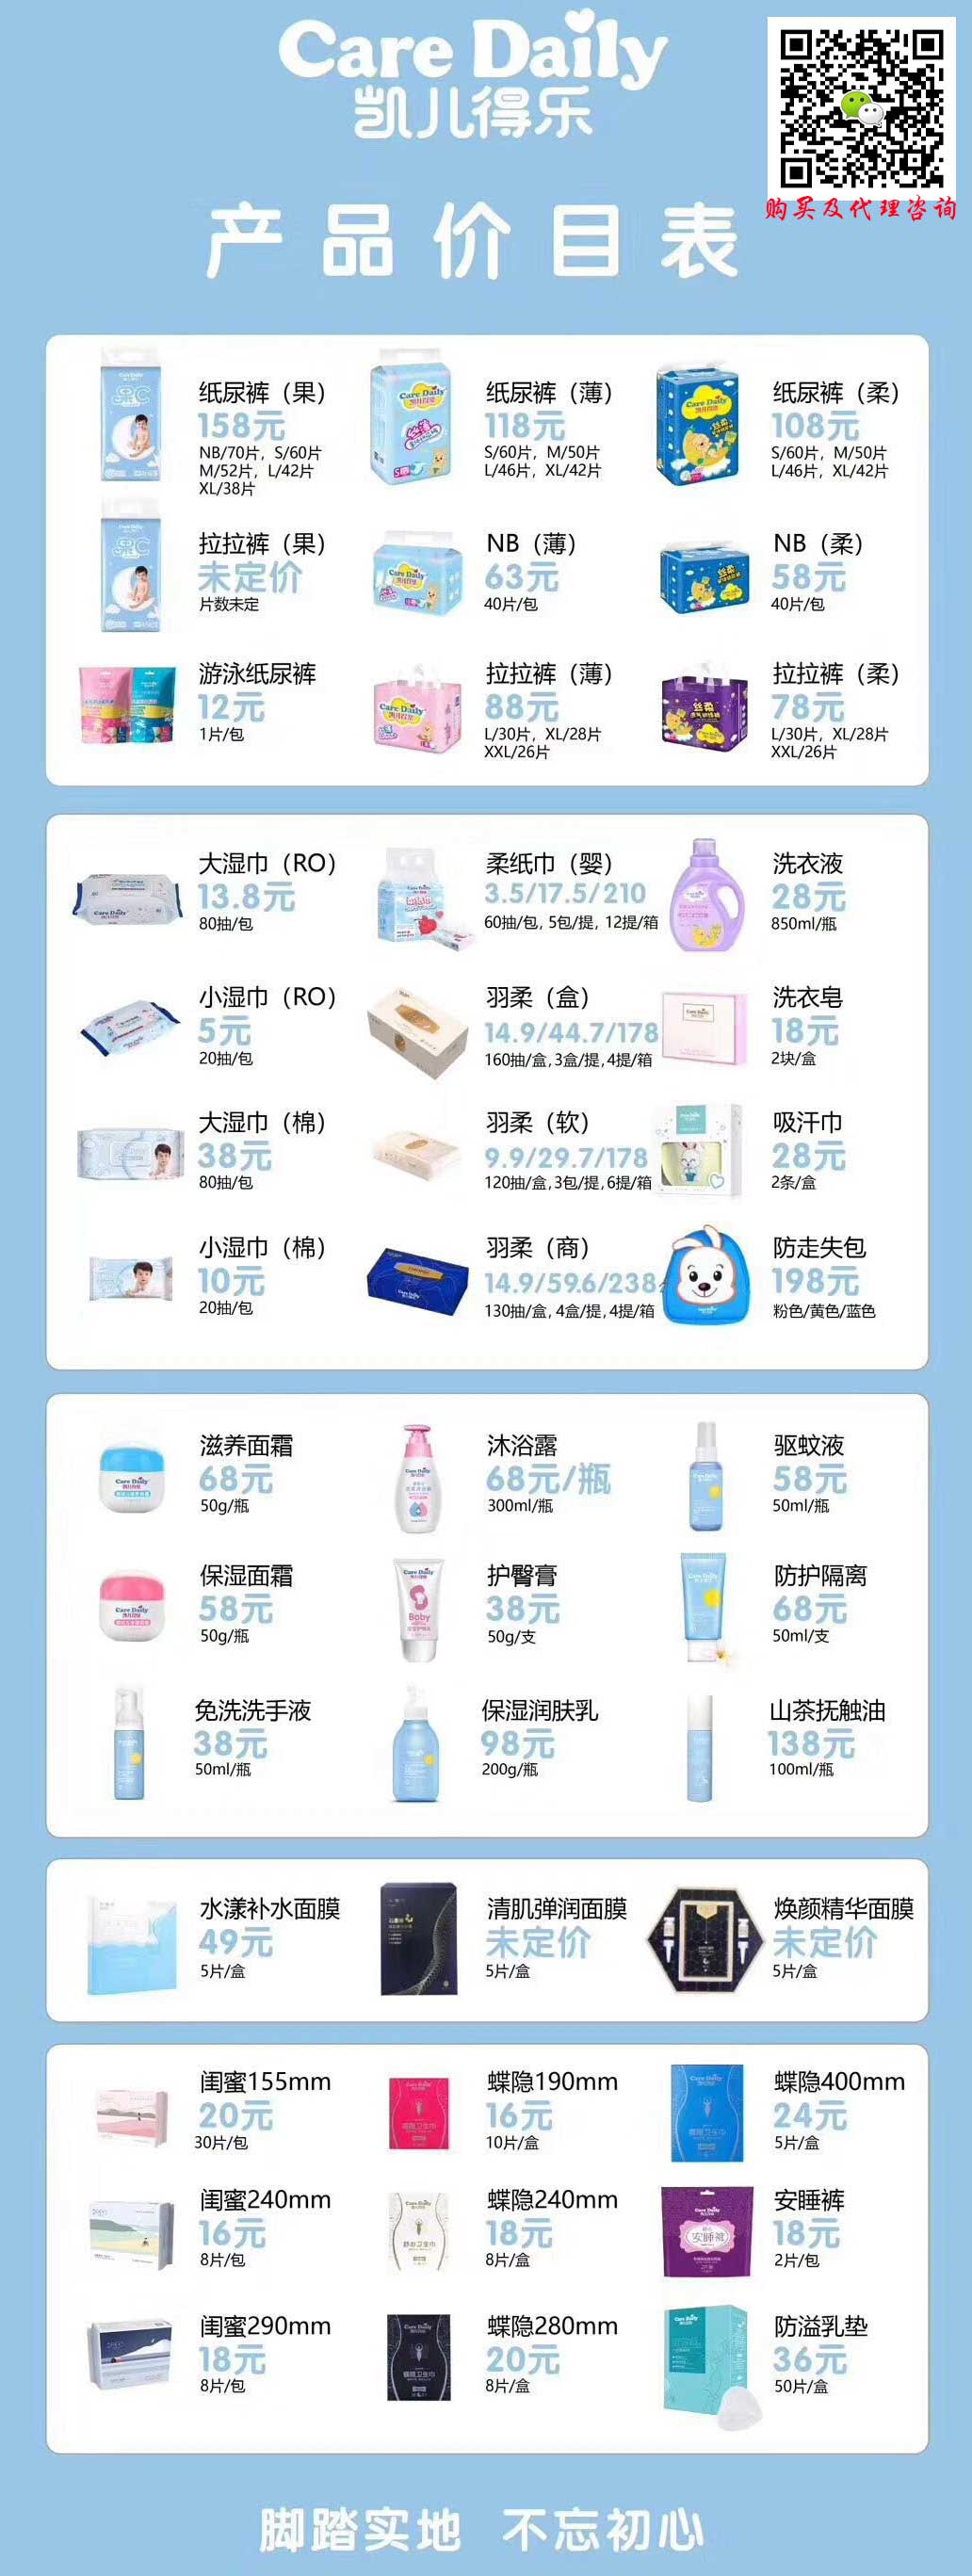 Care Daily
凯儿得乐
购买及代理咨询
产品价目表
纸尿裤（果）
158元
NB/70片，S/60片
M/52片，L/42片
XL/38片
纸尿裤（薄）
118元
S/60片，M/50片
L/46片，XL/42片
纸尿裤（柔）
108元
S/60片，M/50片
L/46片，XL/42片
拉拉裤（果）
未定价
片数未定
NB（薄）
63元
40片/包
NB（柔）
58元
40片/包
游泳纸尿裤
12元
1片/包
拉拉裤（薄）
88元
L/30片，XL/28片
XXL/26片
拉拉裤（柔）
78元
L/30片，XL/28片
XXL/26片
大湿巾（RO）
13.8元
80抽/包
柔纸巾（婴）
3.5/17.5/210
60抽/包, 5包/提, 12提/箱
洗衣液
28元
850ml/瓶
小湿巾（RO）
5元
20抽/包
羽柔（盒）
14.9/44.7/178
160抽/盒,3盒/提,4提/箱
洗衣皂
18元
2块/盒
大湿巾（棉）
38元
80抽/包
羽柔（软）
9.9/29.7/178
120抽/盒,3包/提,6提/箱
吸汗巾
28元
2条/盒
小湿巾（棉）
10元
20抽/包
羽柔（商）
14.9/59.6/238
130抽/盒, 4盒/提, 4提/箱
防走失包
198元
粉色/黄色/蓝色
滋养面霜
68元
50g/瓶
沐浴露
68元/瓶
300ml/瓶
驱蚊液
58元
50ml/瓶
保湿面霜
58元
50g/瓶
护臀膏
38元
50g/支
防护隔离
68元
50ml/支
免洗洗手液
38元
50ml/瓶
保湿润肤乳
98元
200g/瓶
山茶抚触油
138元
100ml/瓶
水漾补水面膜
49元
5片/盒
清肌弹润面膜
未定价
5片/盒
焕颜精华面膜
未定价
5片/盒
闺蜜155mm
20元
30片/包
蝶隐190mm
16元
10片/盒
蝶隐400mm
24元
5片/盒
闺蜜240mm
16元
8片/包
蝶隐240mm
18元
8片/盒
安睡裤
18元
2片/包
闺蜜290mm
18元
8片/包
蝶隐280mm
20元
8片/盒
防溢乳垫
36元
50片/盒
脚踏实地 不忘初心